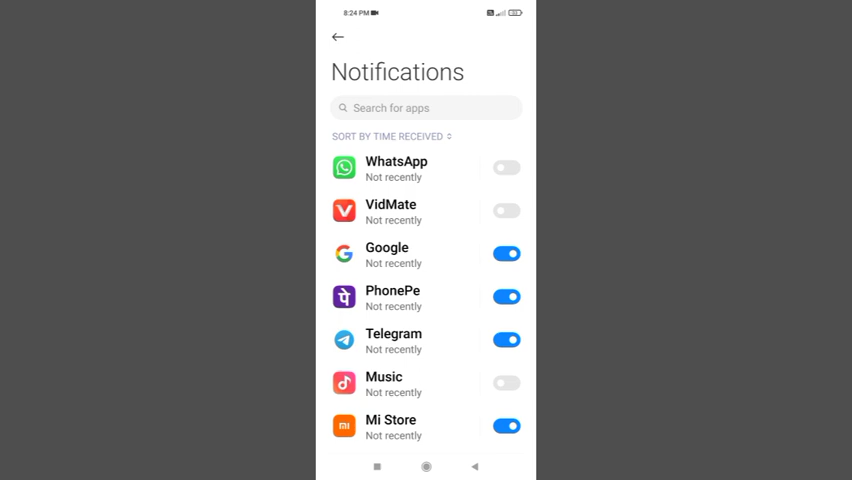 8:24 PM
Notifications
Search for apps
SORT BY TIME RECEIVED
WhatsApp
Not recently
VidMate
Not recently
Google
Not recently
PhonePe
Not recently
Telegram
Not recently
Music
Not recently
Mi Store
Not recently